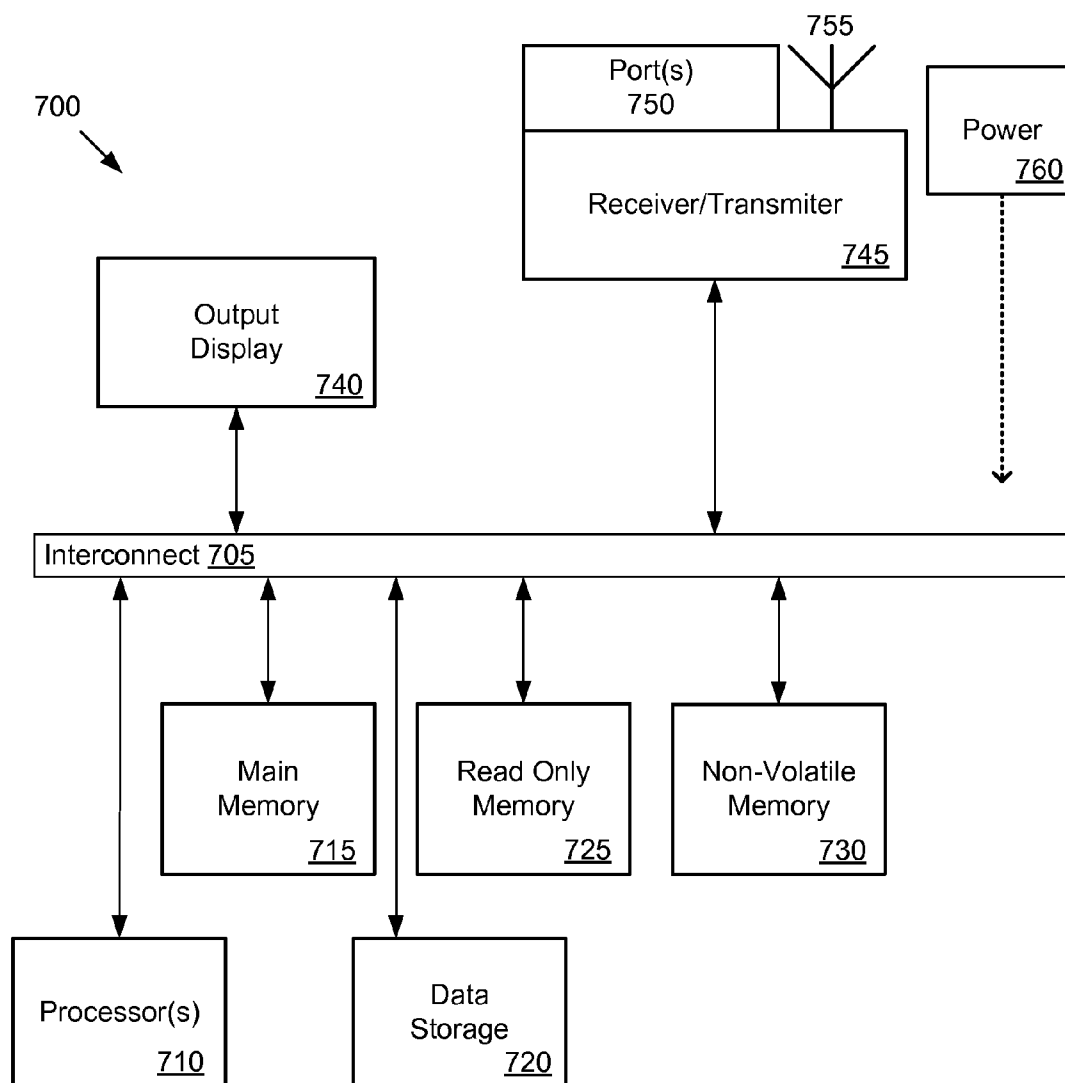 755
Port(s)
750
700
Power
760
Receiver/Transmiter
745
Output
Display
740
Interconnect 705
Main
Memory
715
Read Only
Memory
725
Non-Volatile
Memory
730
Processor(s)
710
Data
Storage
720